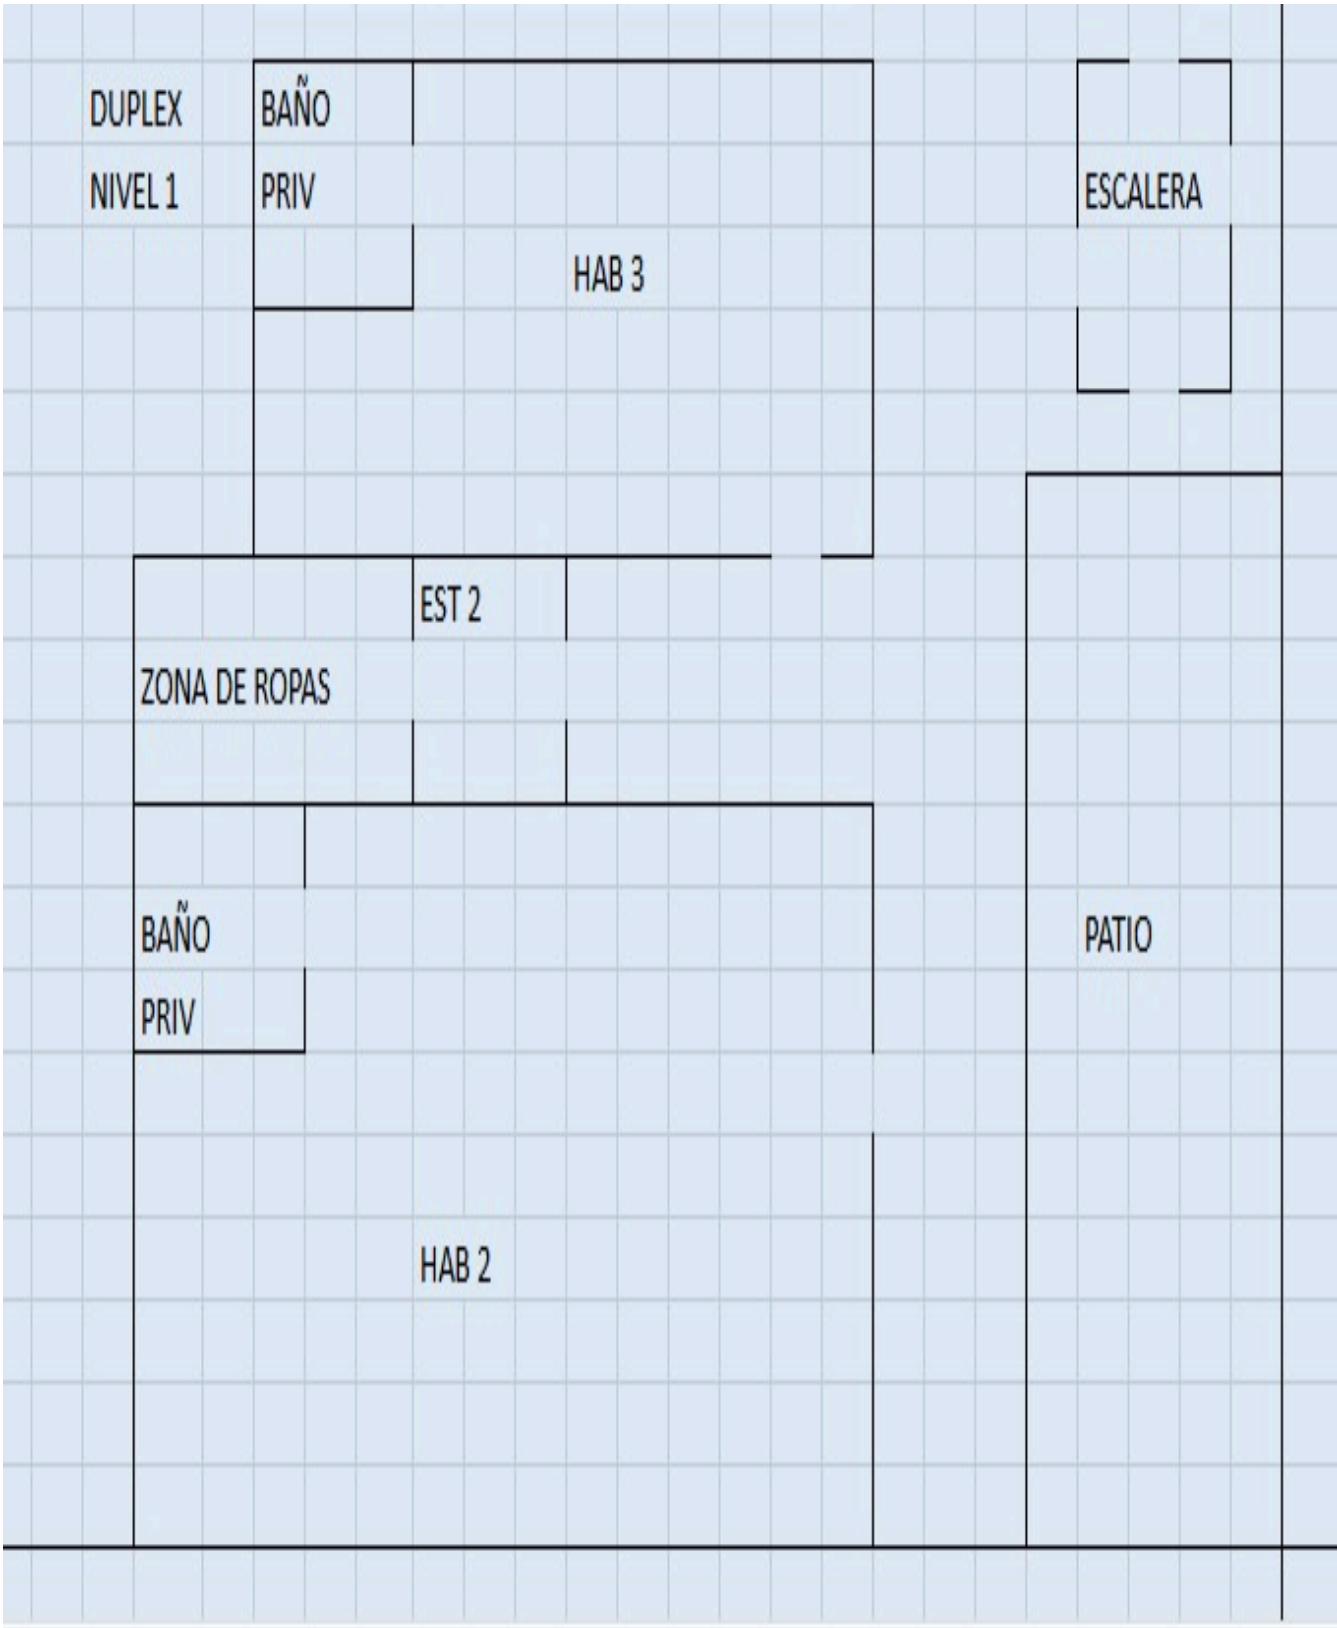 DUPLEX
NIVEL 1
BAÑO
PRIV
HAB 3
ESCALERA
EST 2
ZONA DE ROPAS
BAÑO
PRIV
PATIO
HAB 2